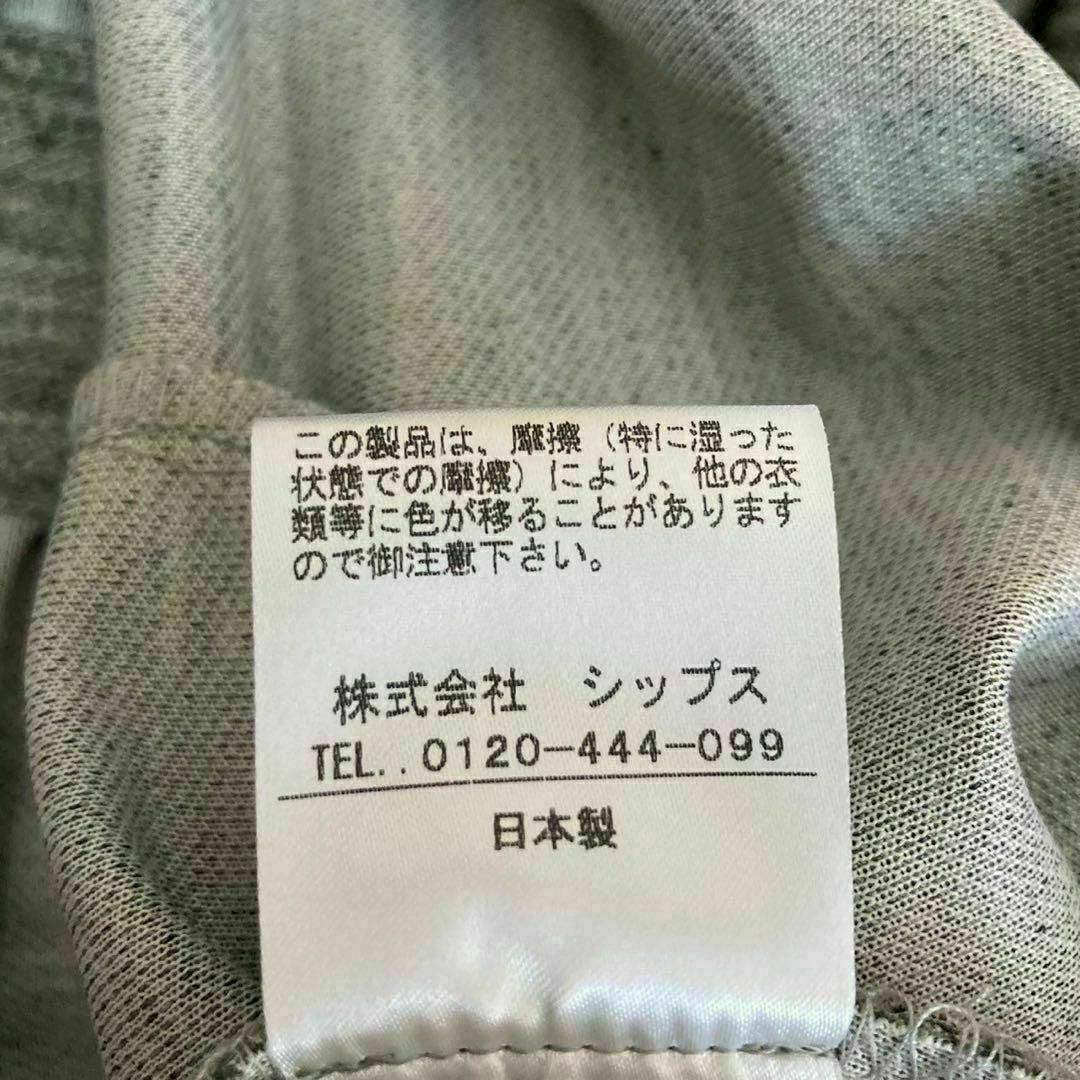 この製品は、摩擦（特に湿った
状態での摩擦）により、他の衣
類等に色が移ることがあります
ので御注意下さい。
株式会社　シップス
TEL..0120-444-099
日本製